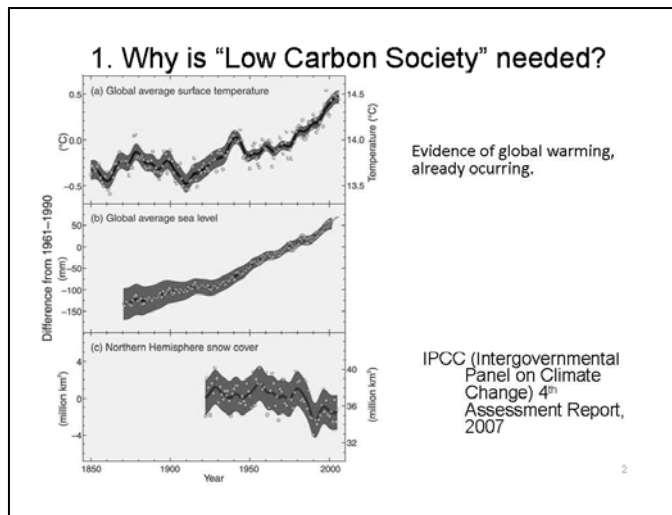 1. Why is “Low Carbon Society” needed?
(a) Global average surface temperature
0.5
0.0
−0.5
(°C)
14.5
14.0
13.5
Temperature (°C)
Evidence of global warming,
already ocurring.
Difference from 1961–1990
(b) Global average sea level
50
0
−50
−100
−150
(mm)
(c) Northern Hemisphere snow cover
4
0
−4
(million km²)
40
36
32
(million km²)
IPCC (Intergovernmental
Panel on Climate
Change) 4th
Assessment Report,
2007
1850
1900
1950
2000
Year
2